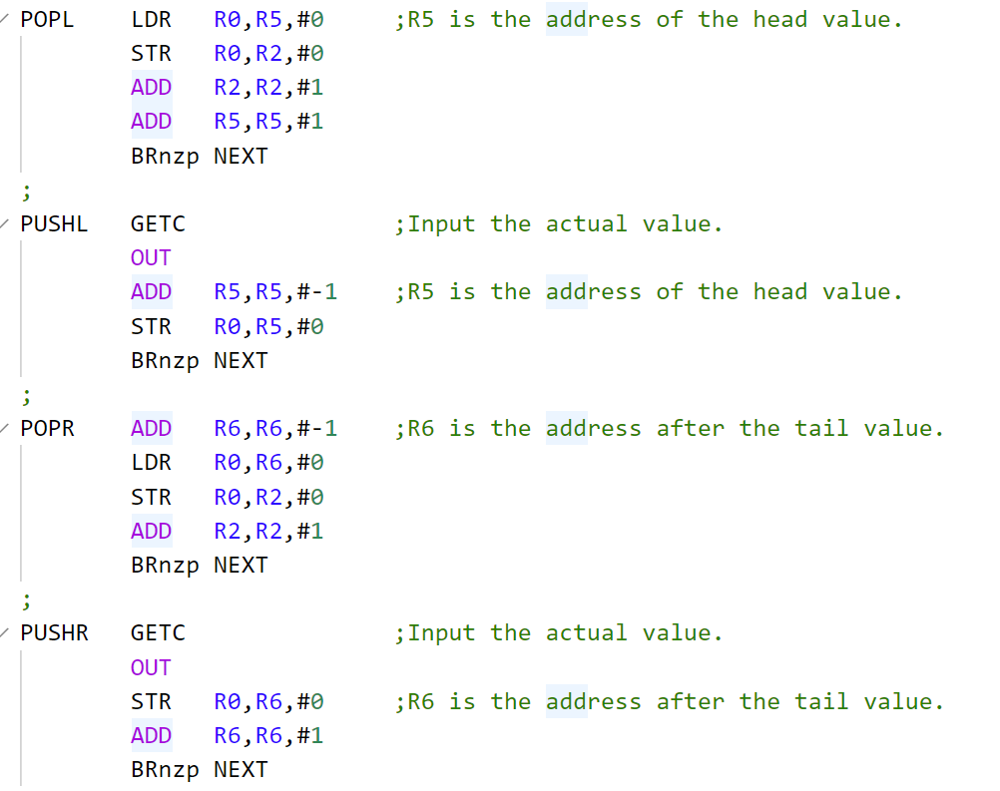 POPL    LDR   R0,R5,#0     ;R5 is the address of the head value.
        STR   R0,R2,#0
        ADD   R2,R2,#1
        ADD   R5,R5,#1
        BRnzp NEXT
;
PUSHL   GETC               ;Input the actual value.
        OUT
        ADD   R5,R5,#-1    ;R5 is the address of the head value.
        STR   R0,R5,#0
        BRnzp NEXT
;
POPR    ADD   R6,R6,#-1    ;R6 is the address after the tail value.
        LDR   R0,R6,#0
        STR   R0,R2,#0
        ADD   R2,R2,#1
        BRnzp NEXT
;
PUSHR   GETC               ;Input the actual value.
        OUT
        STR   R0,R6,#0     ;R6 is the address after the tail value.
        ADD   R6,R6,#1
        BRnzp NEXT